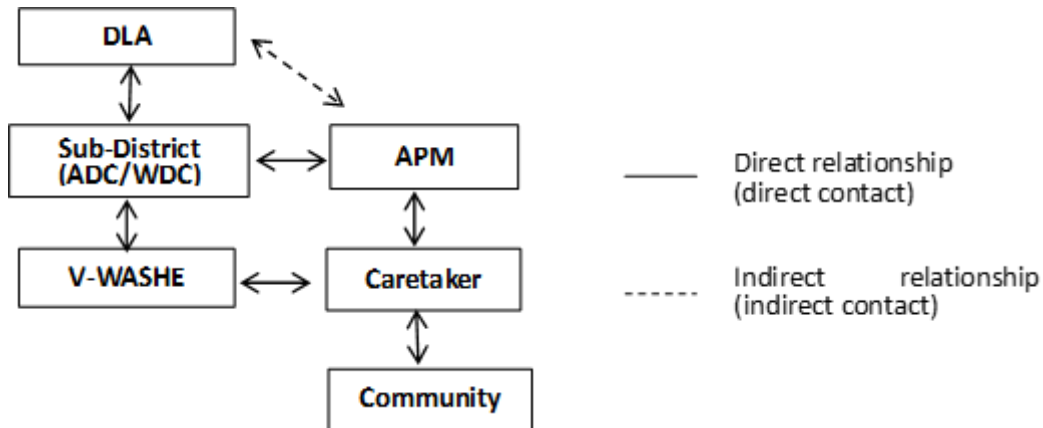 DLA
Sub-District
(ADC/WDC)
APM
V-WASHE
Caretaker
Community
Direct relationship
(direct contact)
Indirect relationship
(indirect contact)